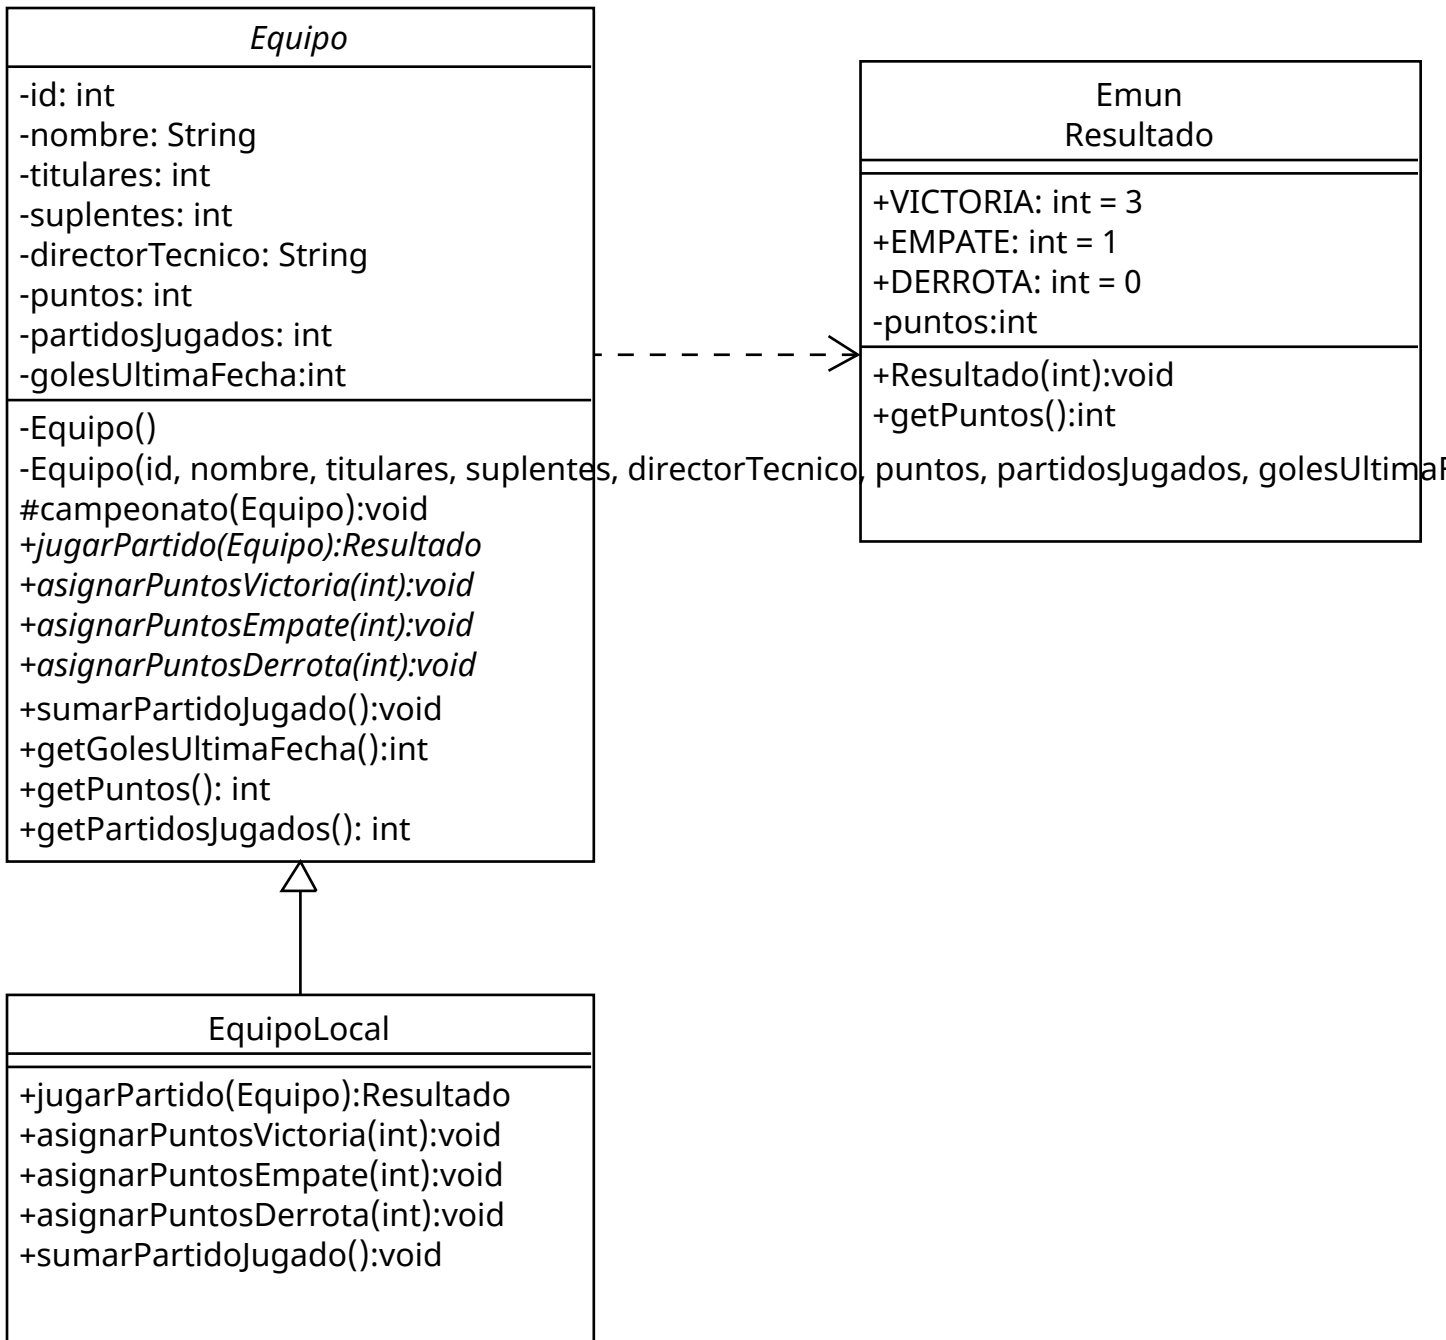 Equipo
-id: int
-nombre: String
-titulares: int
-suplentes: int
-directorTecnico: String
-puntos: int
-partidosJugados: int
-golesUltimaFecha:int
-Equipo()
-Equipo(id, nombre, titulares, suplentes, directorTecnico, puntos, partidosJugados, golesUltimaF
#campeonato(Equipo):void
+jugarPartido(Equipo):Resultado
+asignarPuntosVictoria(int):void
+asignarPuntosEmpate(int):void
+asignarPuntosDerrota(int):void
+sumarPartidoJugado():void
+getGolesUltimaFecha():int
+getPuntos(): int
+getPartidosJugados(): int
Emun
Resultado
+VICTORIA: int = 3
+EMPATE: int = 1
+DERROTA: int = 0
-puntos:int
+Resultado(int):void
+getPuntos():int
EquipoLocal
+jugarPartido(Equipo):Resultado
+asignarPuntosVictoria(int):void
+asignarPuntosEmpate(int):void
+asignarPuntosDerrota(int):void
+sumarPartidoJugado():void